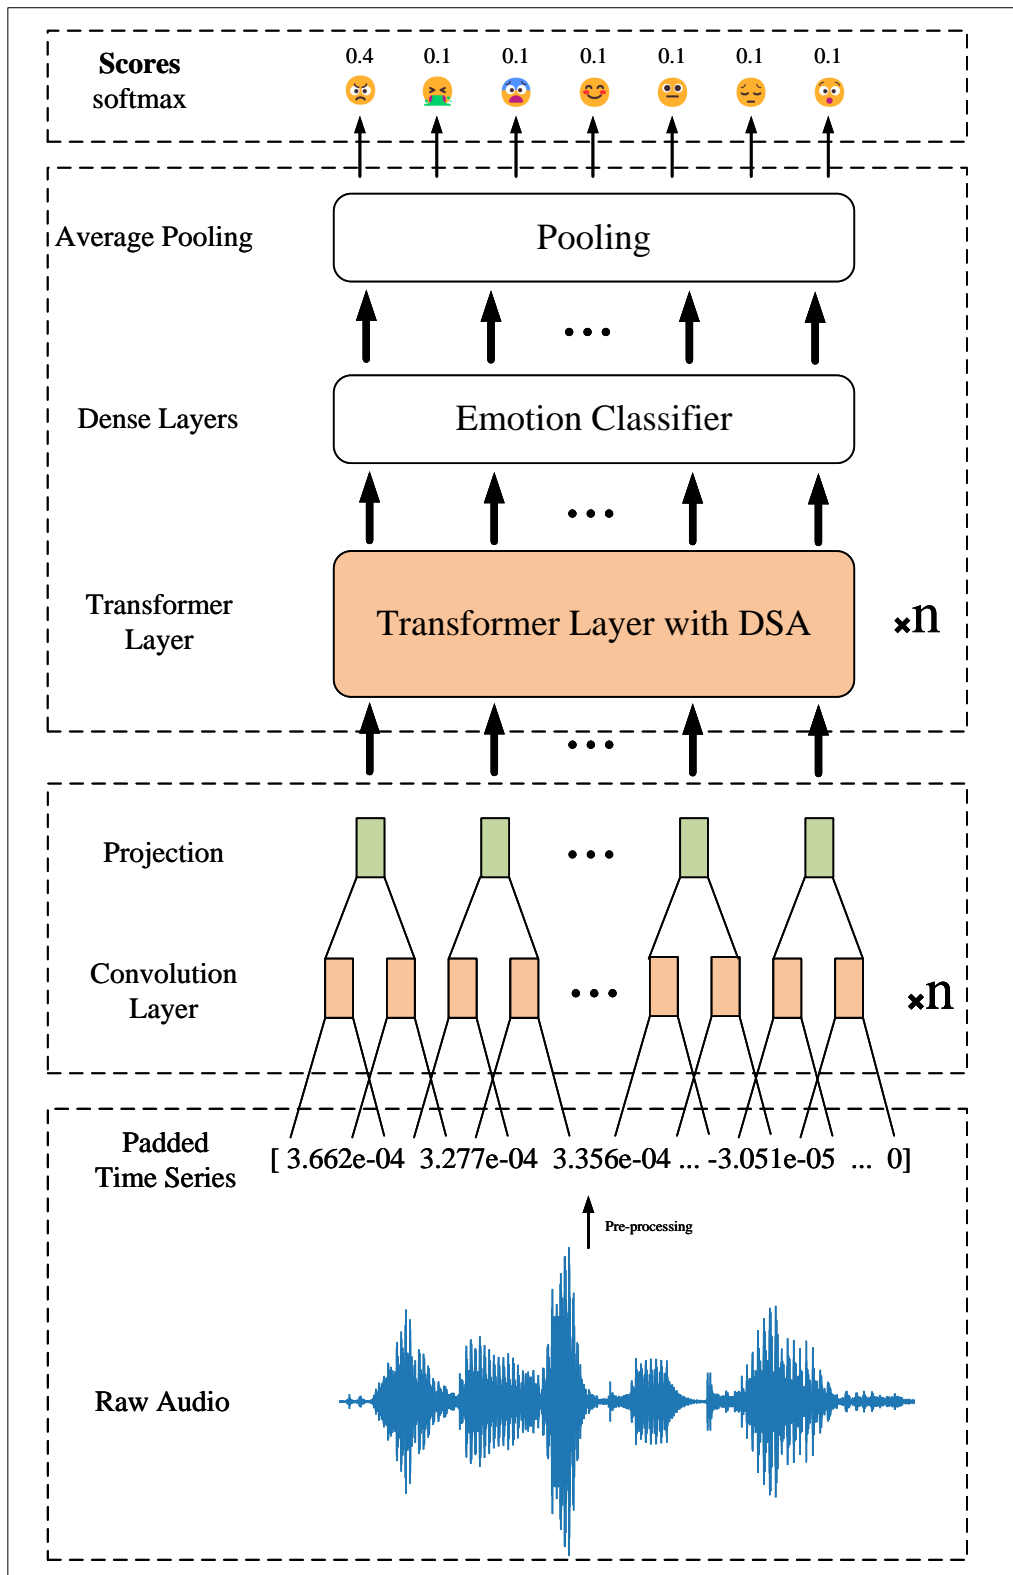 Scores
softmax
0.4 0.1 0.1 0.1 0.1 0.1 0.1
Average Pooling
Pooling
...
Dense Layers
Emotion Classifier
...
Transformer
Layer
Transformer Layer with DSA
×n
...
Projection
...
Convolution
Layer
...
×n
Padded
Time Series
[ 3.662e-04 3.277e-04 3.356e-04 ... -3.051e-05 ... 0]
Pre-processing
Raw Audio